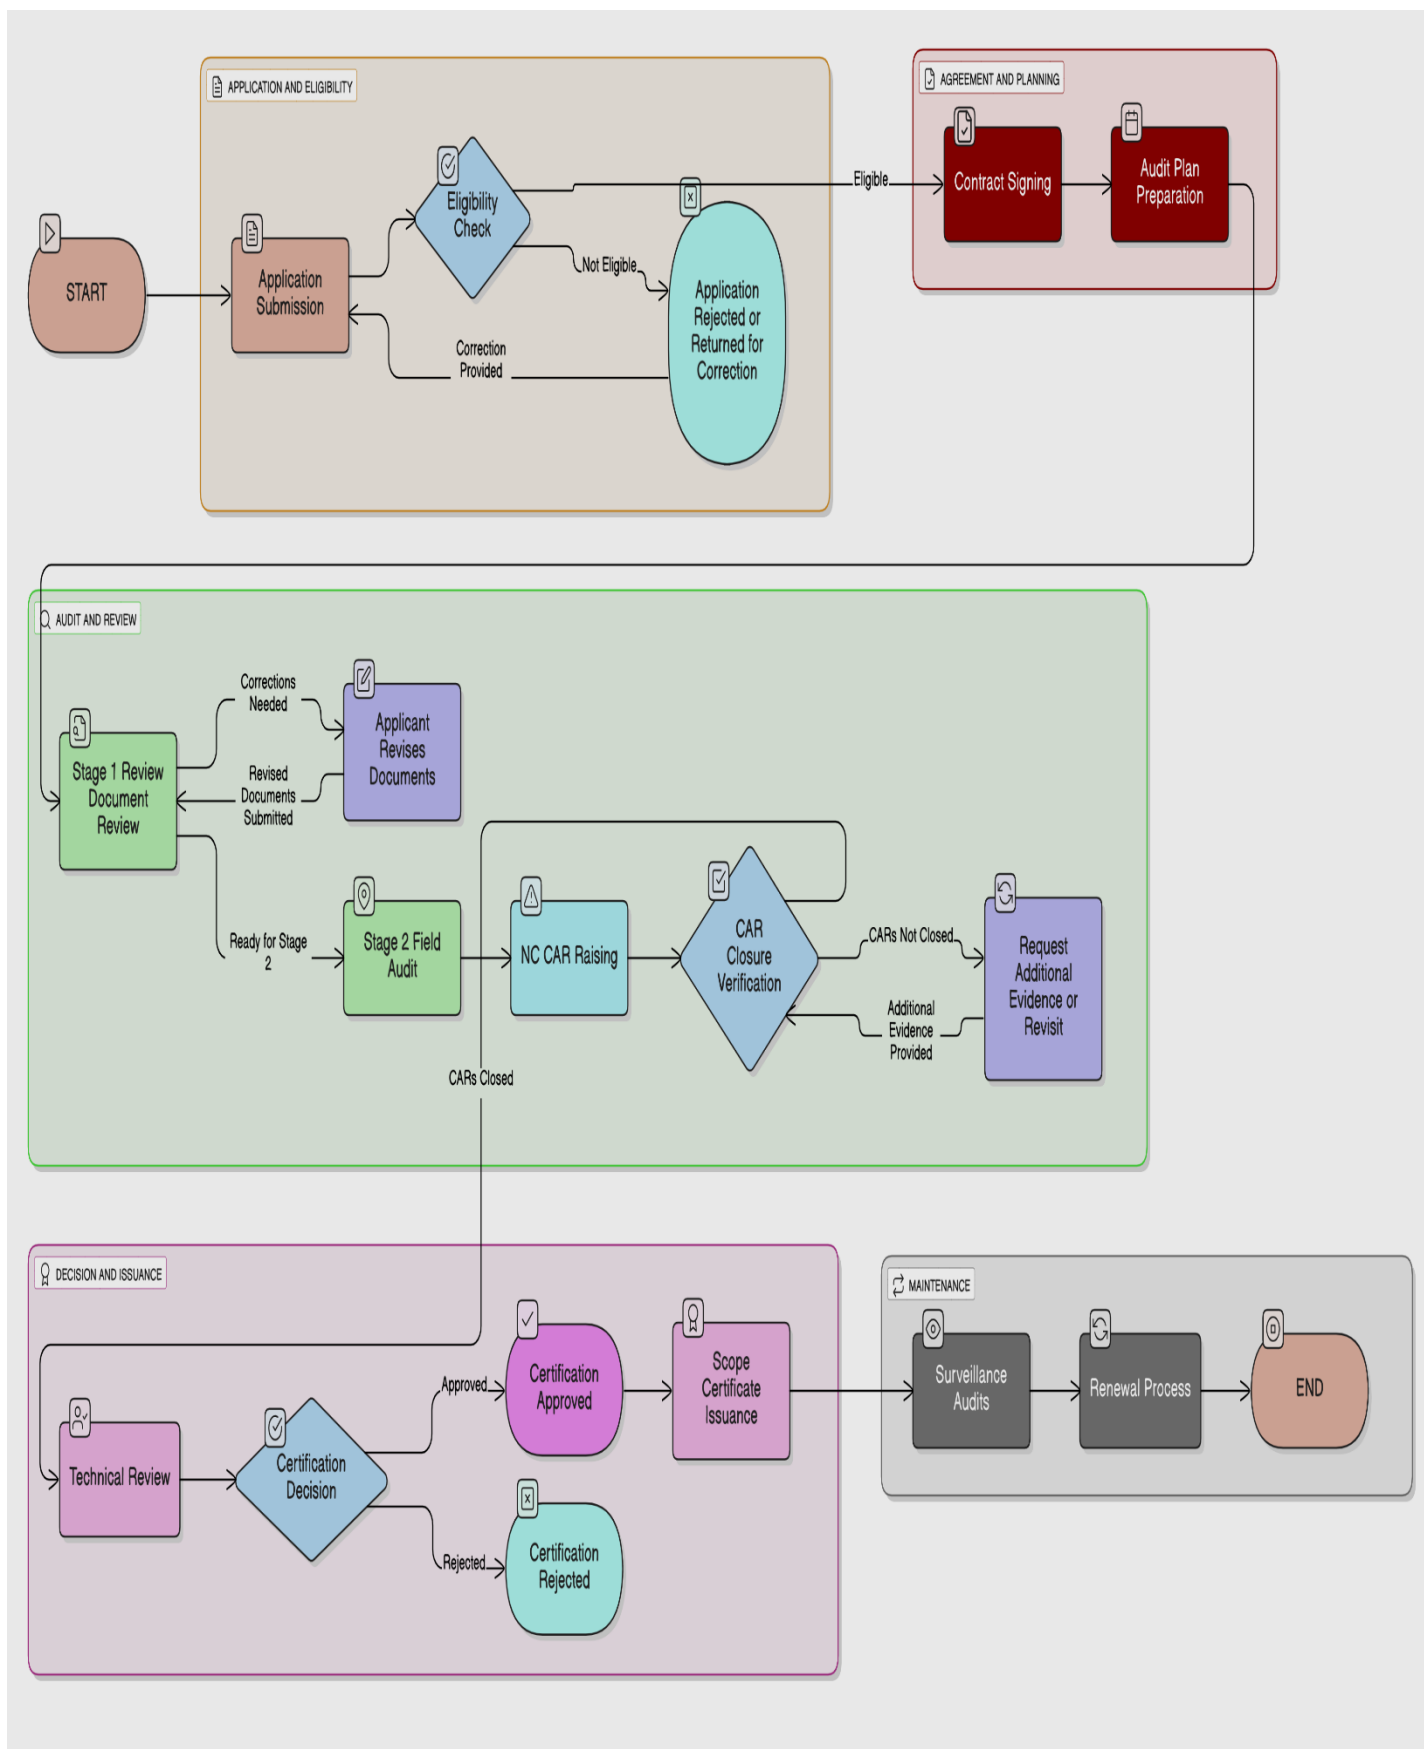 APPLICATION AND ELIGIBILITY
AGREEMENT AND PLANNING
START
Application
Submission
Eligibility
Check
Eligible
Not Eligible
Application
Rejected or
Returned for
Correction
Correction
Provided
Contract Signing
Audit Plan
Preparation
AUDIT AND REVIEW
Stage 1 Review
Document
Review
Corrections
Needed
Applicant
Revises
Documents
Revised
Documents
Submitted
Ready for Stage
2
Stage 2 Field
Audit
NC CAR Raising
CAR
Closure
Verification
CARs Not Closed
Request
Additional
Evidence or
Revisit
Additional
Evidence
Provided
CARs Closed
DECISION AND ISSUANCE
Technical Review
Certification
Decision
Approved
Certification
Approved
Scope
Certificate
Issuance
Rejected
Certification
Rejected
MAINTENANCE
Surveillance
Audits
Renewal Process
END